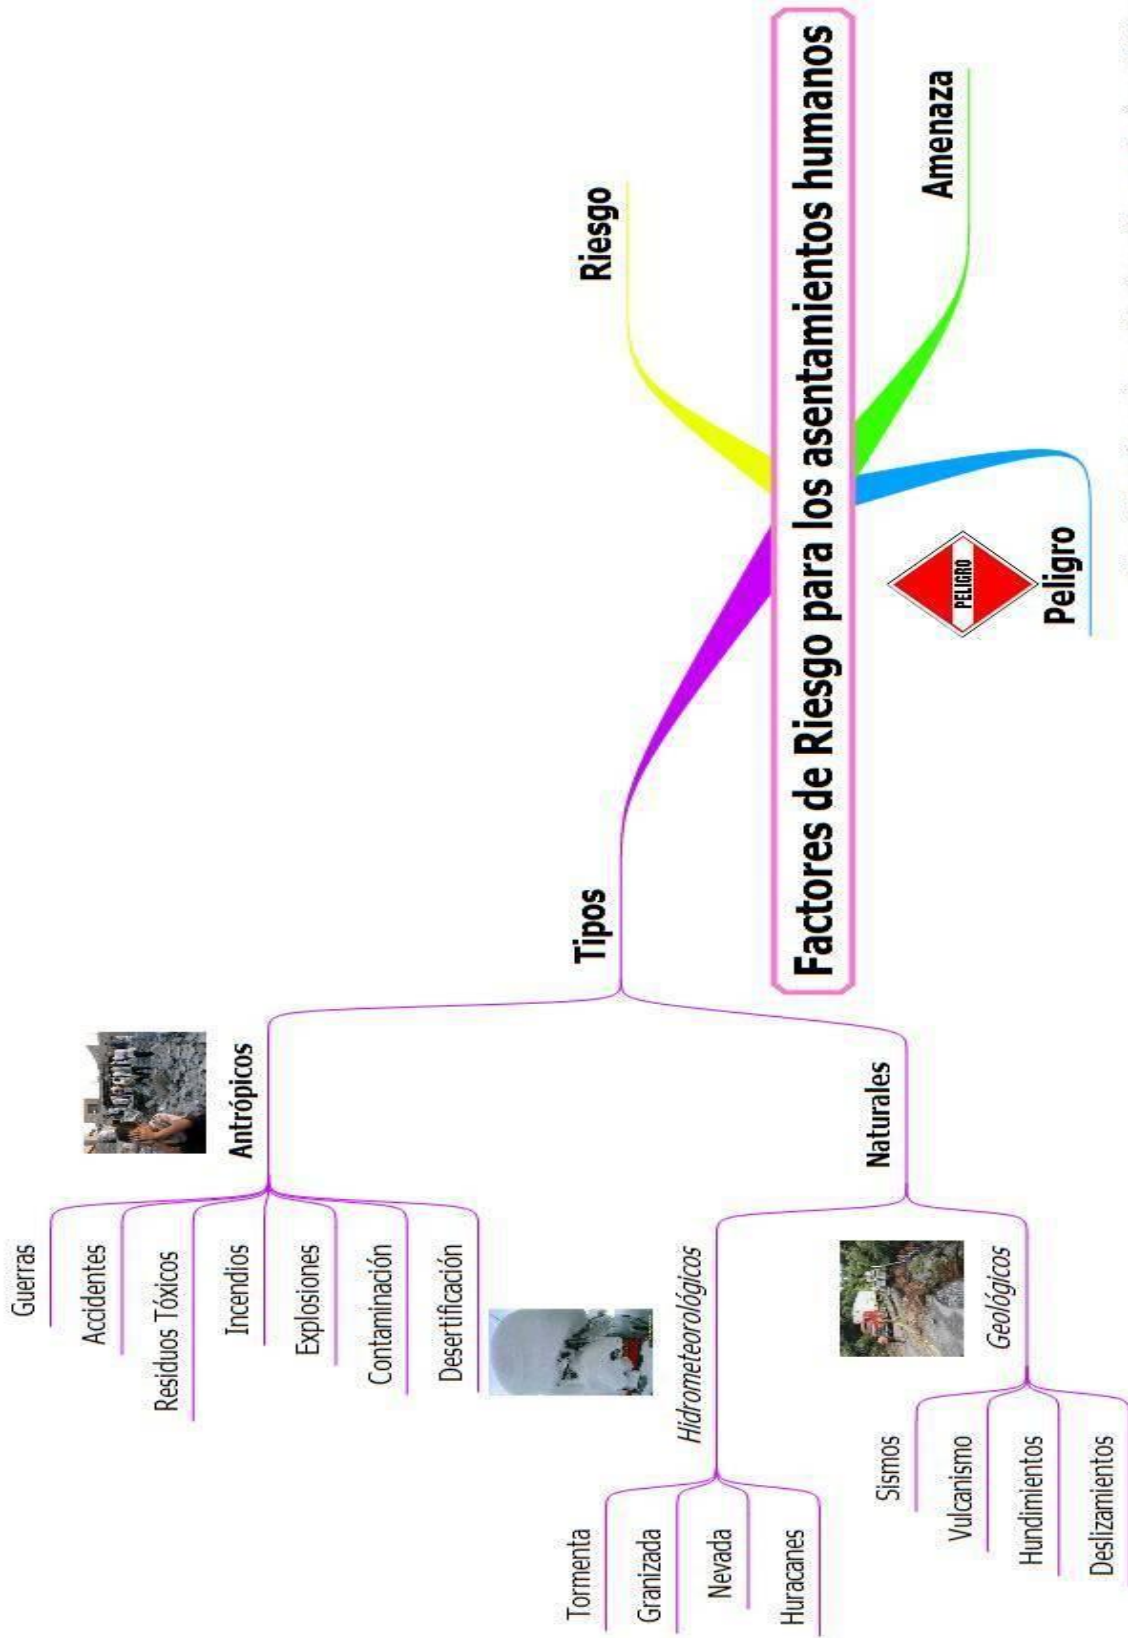 Factores de Riesgo para los asentamientos humanos
Riesgo
Amenaza
Peligro
PELIGRO
Tipos
Antrópicos
Guerras
Accidentes
Residuos Tóxicos
Incendios
Explosiones
Contaminación
Desertificación
Naturales
Hidrometeorológicos
Tormenta
Granizada
Nevada
Huracanes
Geológicos
Sismos
Vulcanismo
Hundimientos
Deslizamientos